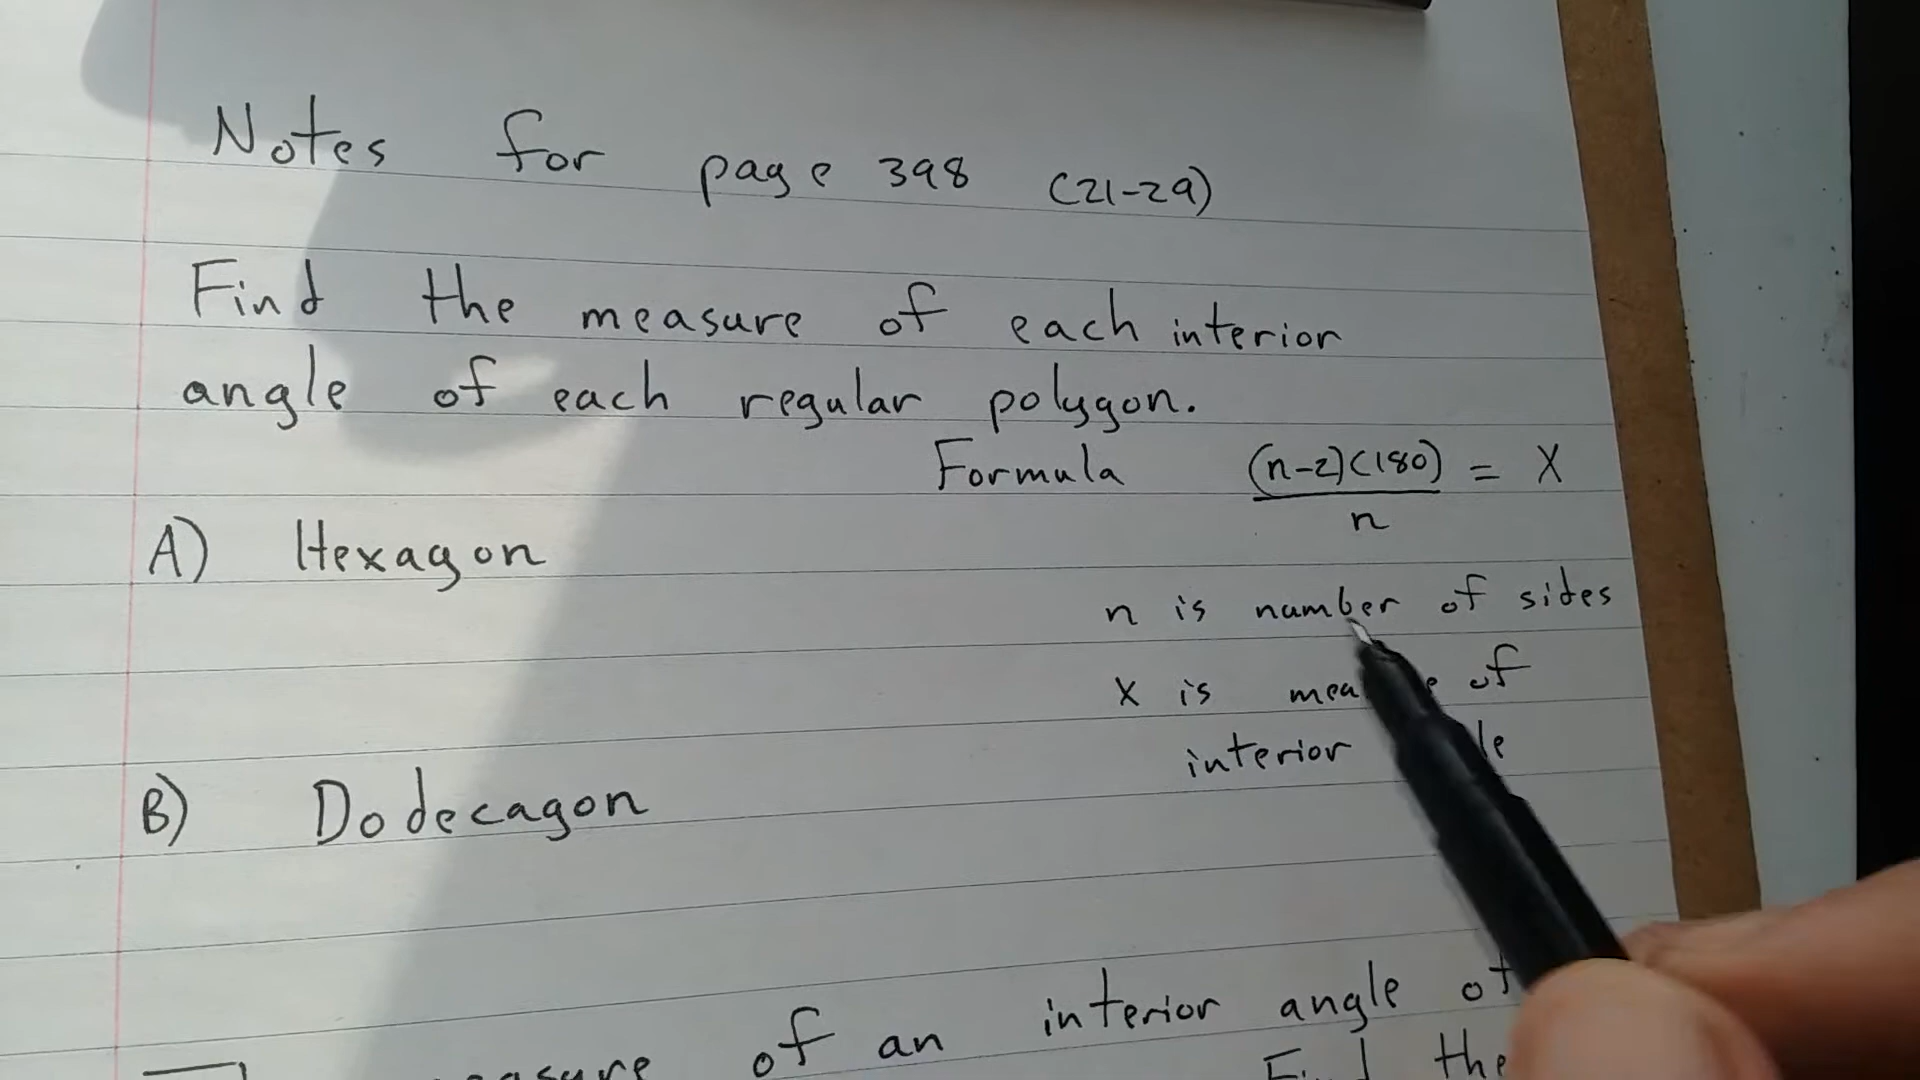 Notes for page 398 (21-29)
Find the measure of each interior
angle of each regular polygon.
Formula (n-2)(180) = X
n
A) Hexagon
n is number of sides
X is of
interior
B) Dodecagon
of an interior angle
the